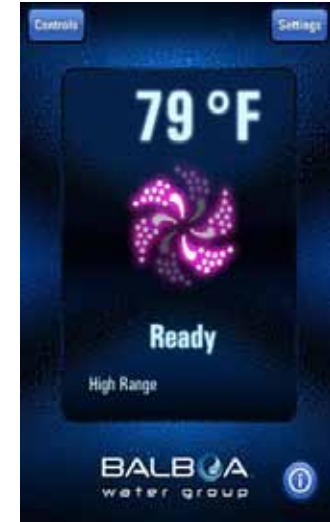 Controls
Settings
79 °F
Ready
High Range
BALBOA
water group
i